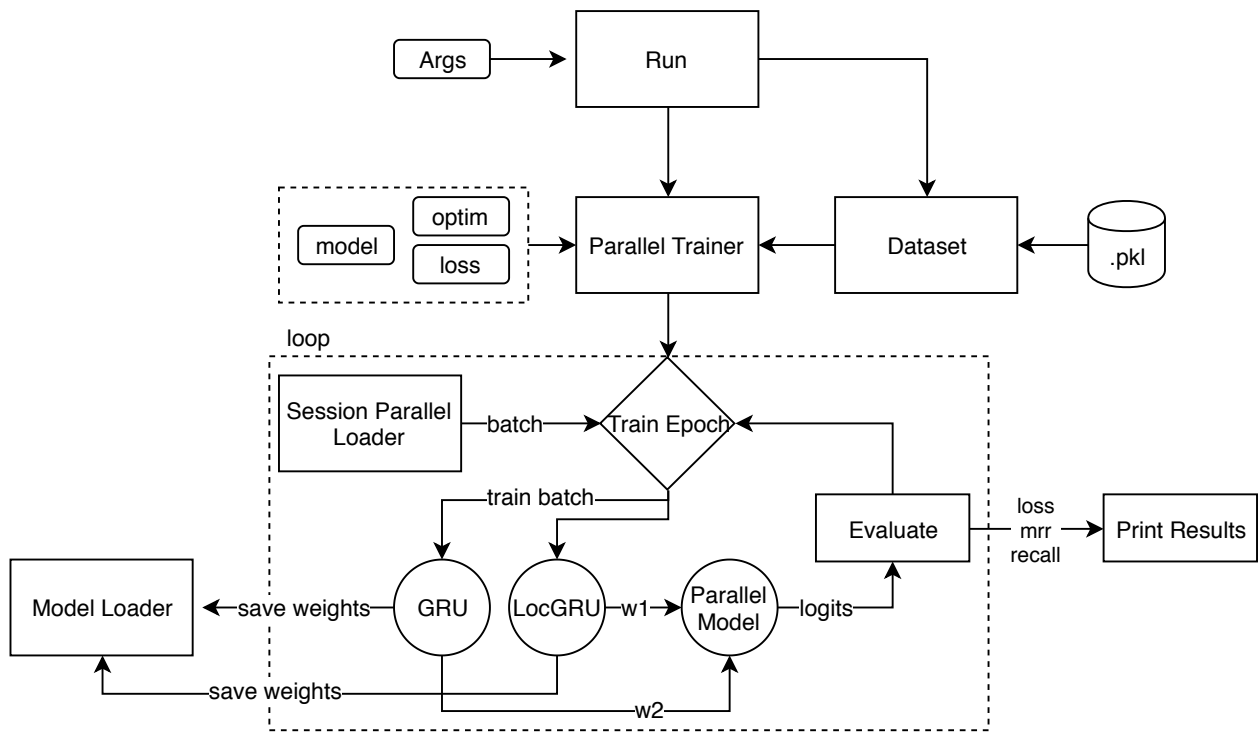 Args
Run
optim
model
loss
Parallel Trainer
Dataset
.pkl
loop
Session Parallel
Loader
batch
Train Epoch
train batch
Evaluate
loss
mrr
recall
Print Results
Model Loader
save weights
GRU
LocGRU
w1
Parallel
Model
logits
save weights
w2